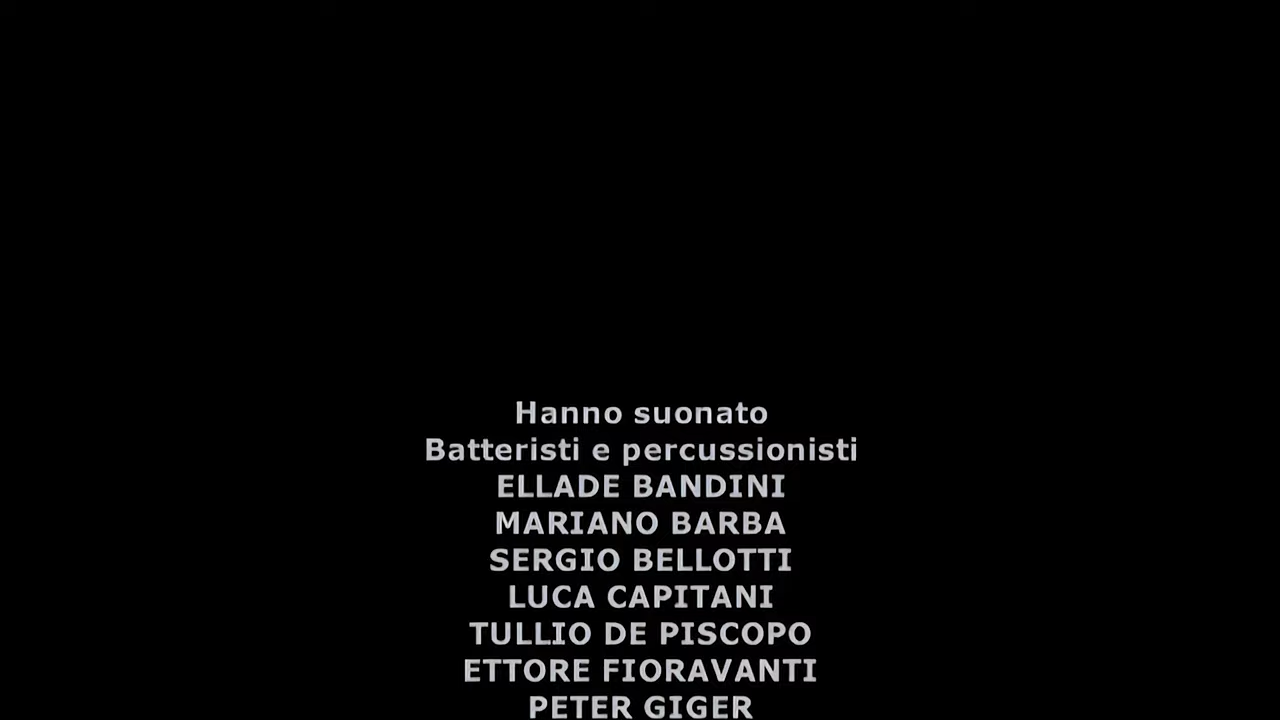 Hanno suonato
Batteristi e percussionisti
ELLADE BANDINI
MARIANO BARBA
SERGIO BELLOTTI
LUCA CAPITANI
TULLIO DE PISCOPO
ETTORE FIORAVANTI
PETER GIGER